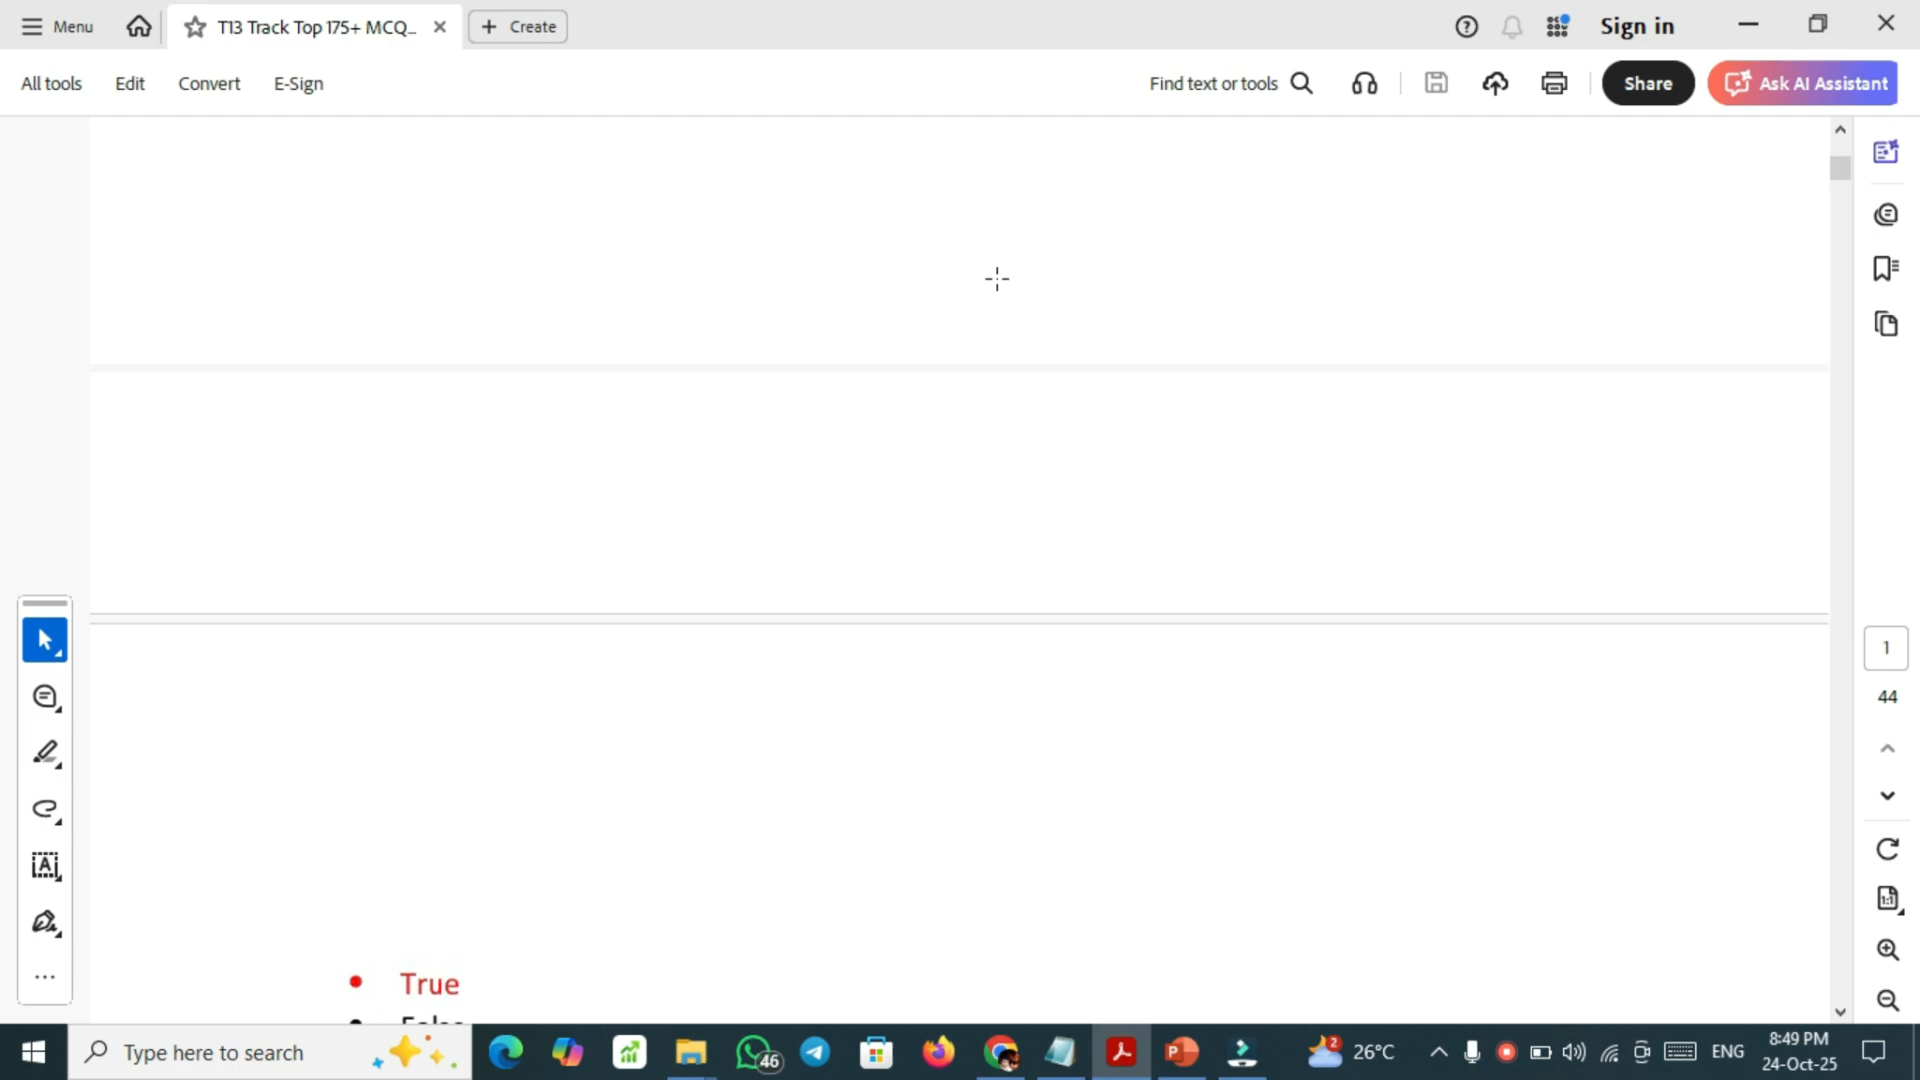 Menu
T13 Track Top 175+ MCQ...
Create
Sign in
All tools
Edit
Convert
E-Sign
Find text or tools
Share
Ask AI Assistant
1
44
True
False
Type here to search
46
2
26°C
ENG
8:49 PM
24-Oct-25